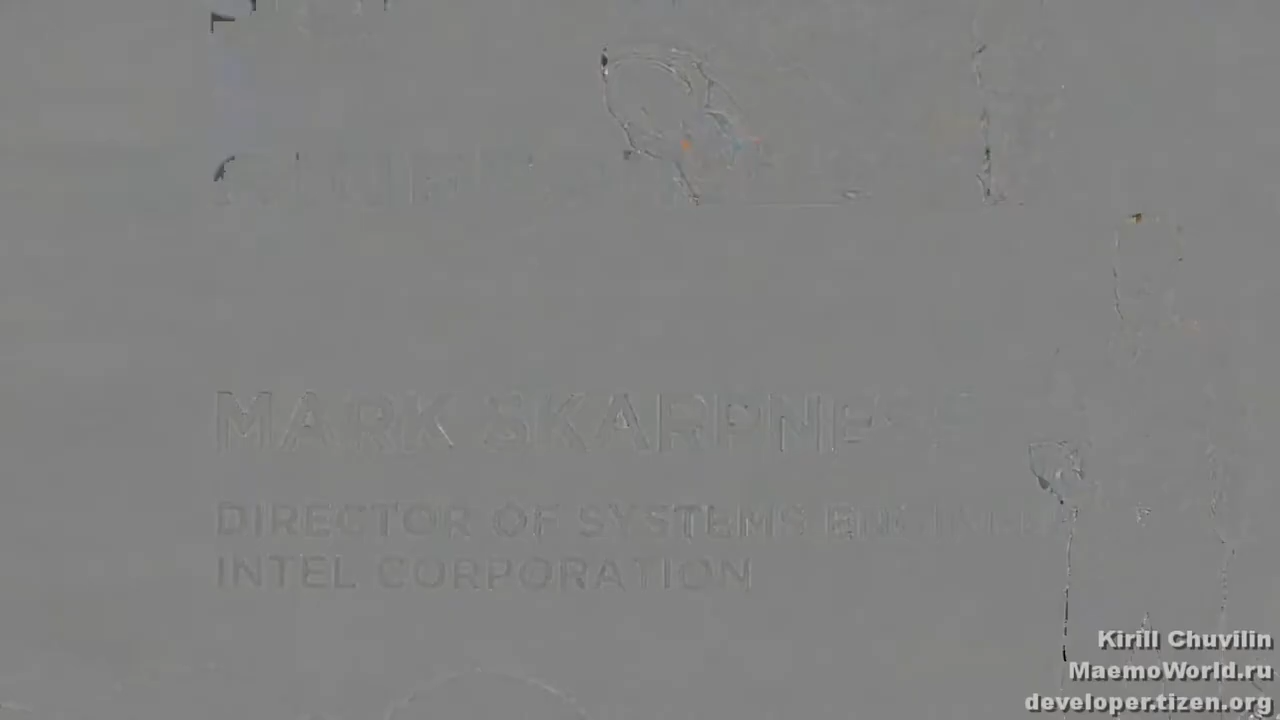 MARK SKARPNESS
DIRECTOR OF SYSTEMS
INTEL CORPORATION
Kirill Chuvilin
MaemoWorld.ru
developer.tizen.org